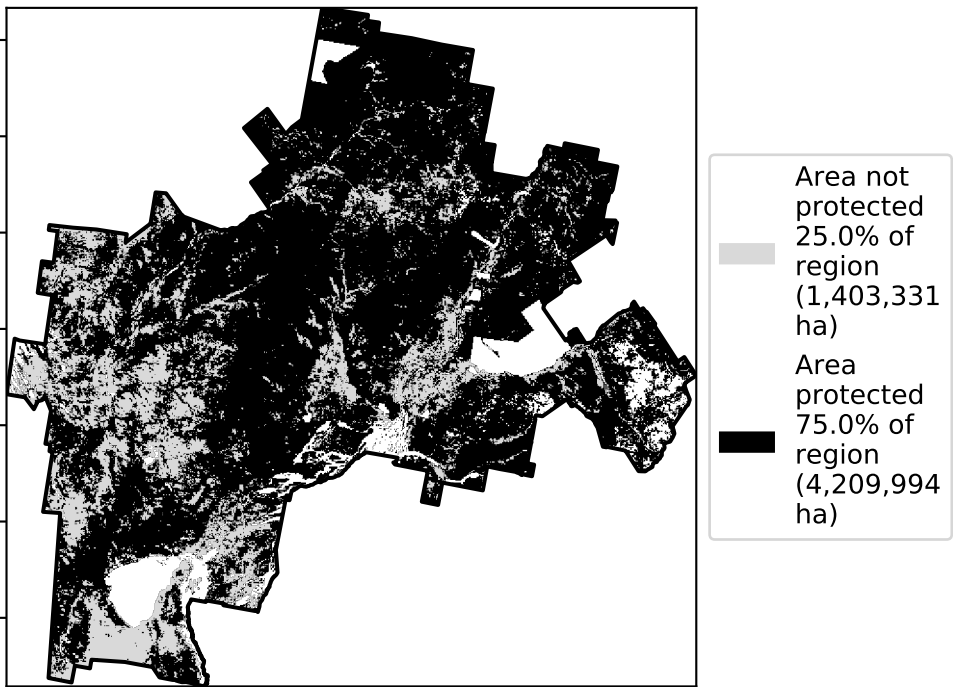 Area not
protected
25.0% of
region
(1,403,331
ha)
Area
protected
75.0% of
region
(4,209,994
ha)